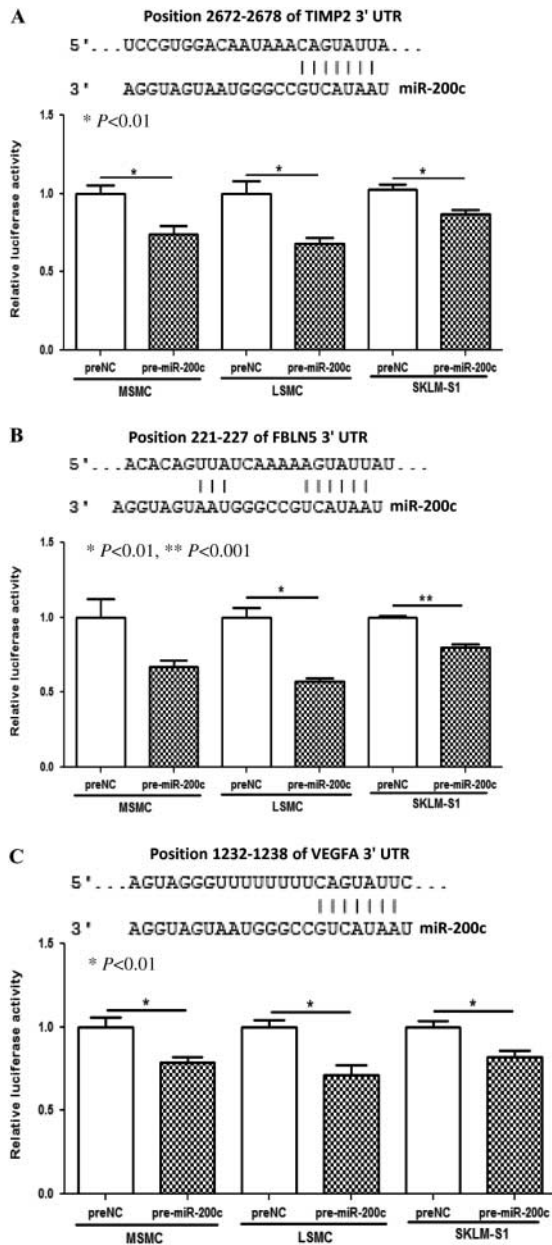 A
Position 2672-2678 of TIMP2 3' UTR
5' ...UCCGUGGACAAUAAACAGUAUUA...
3' AGGUAGUAAUGGGCCGUCAUAAU miR-200c
* P<0.01
Relative luciferase activity
1.5
1.0
0.5
0.0
* * *
preNC pre-miR-200c preNC pre-miR-200c preNC pre-miR-200c
MSMC LSMC SKLM-S1
B
Position 221-227 of FBLN5 3' UTR
5' ...ACACAGUUAUCAAAAAGUAUUAU...
3' AGGUAGUAAUGGGCCGUCAUAAU miR-200c
* P<0.01, ** P<0.001
Relative luciferase activity
1.5
1.0
0.5
0.0
* **
preNC pre-miR-200c preNC pre-miR-200c preNC pre-miR-200c
MSMC LSMC SKLM-S1
C
Position 1232-1238 of VEGFA 3' UTR
5' ...AGUAGGGUUUUUUUUCAGUAUUC...
3' AGGUAGUAAUGGGCCGUCAUAAU miR-200c
* P<0.01
Relative luciferase activity
1.5
1.0
0.5
0.0
* * *
preNC pre-miR-200c preNC pre-miR-200c preNC pre-miR-200c
MSMC LSMC SKLM-S1